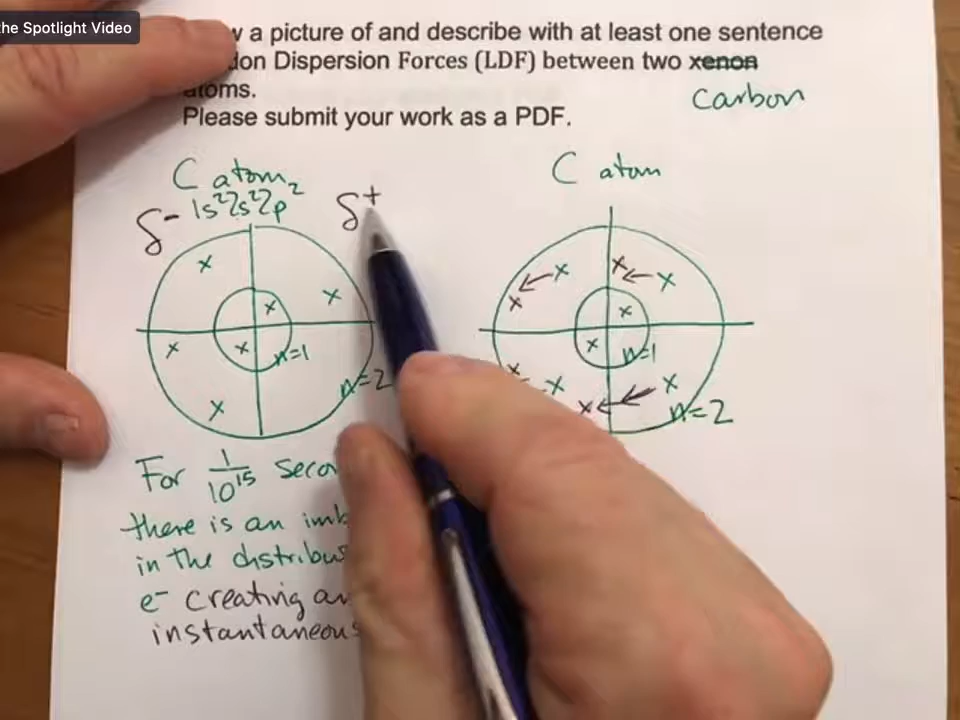 the Spotlight Video
a picture of and describe with at least one sentence
Dispersion Forces (LDF) between two xenon
carbon
atoms.
Please submit your work as a PDF.
C atom
C atom
1s²2s²2p²
δ- δ+
x x x x x x
x x x x x x x x x x
n=1
n=1
n=2
n=2
For 1/10^15
there is an
in the
e- creating
instantaneous